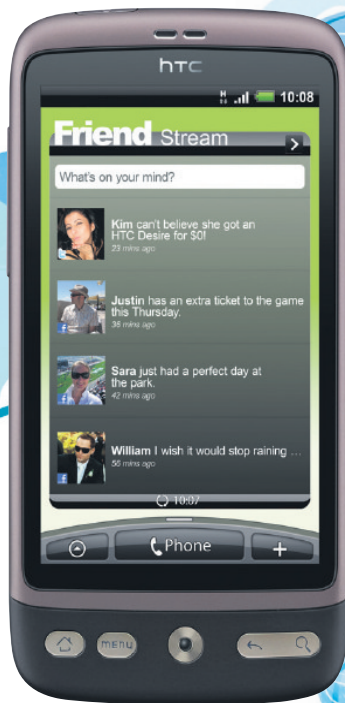 hTC
H
10:08
Friend Stream
What's on your mind?
Kim can't believe she got an
HTC Desire for $0!
23 mins ago
Justin has an extra ticket to the game
this Thursday.
36 mins ago
Sara just had a perfect day at
the park.
42 mins ago
William I wish it would stop raining ...
56 mins ago
10:07
Phone
menu